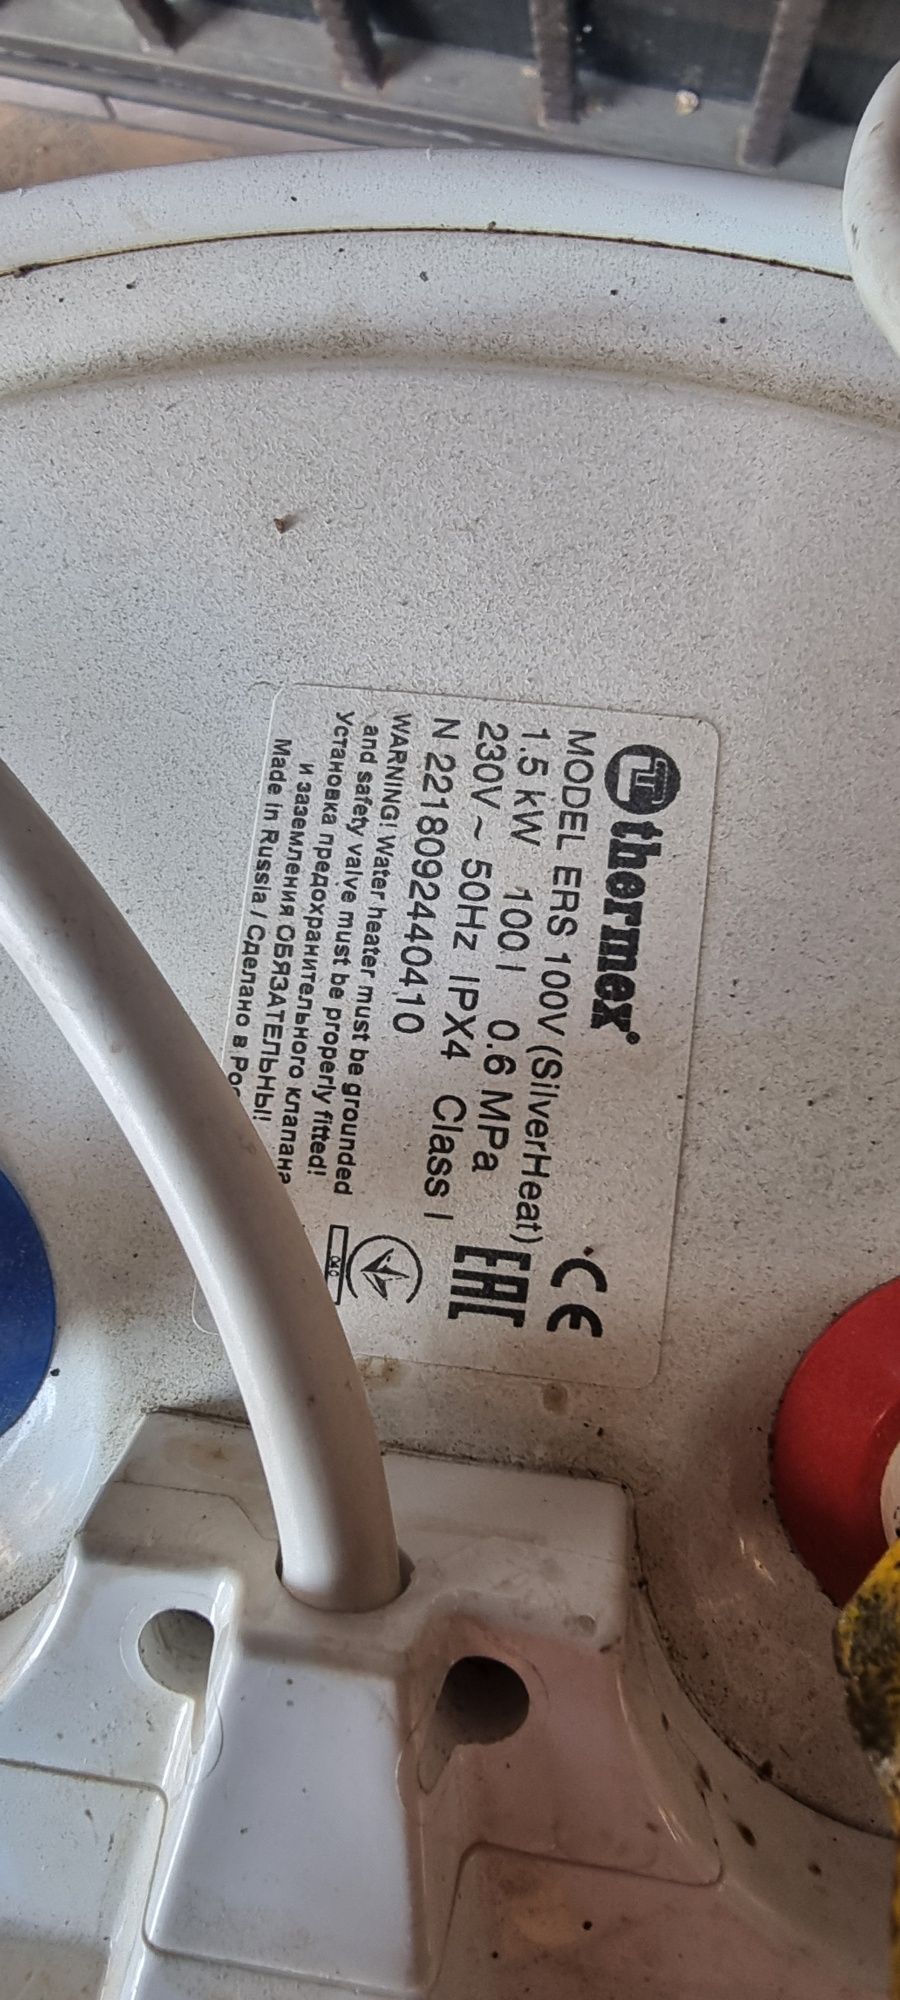 thermex®
MODEL ERS 100V (SilverHeat)
1.5 kW 100 l 0.6 MPa
230V ~ 50Hz IPX4 Class I
N 2218092440410
WARNING! Water heater must be grounded
and safety valve must be properly fitted!
Установка предохранительного клапана
и заземления ОБЯЗАТЕЛЬНЫ!
Made in Russia / Сделано в
CE
EAC
040